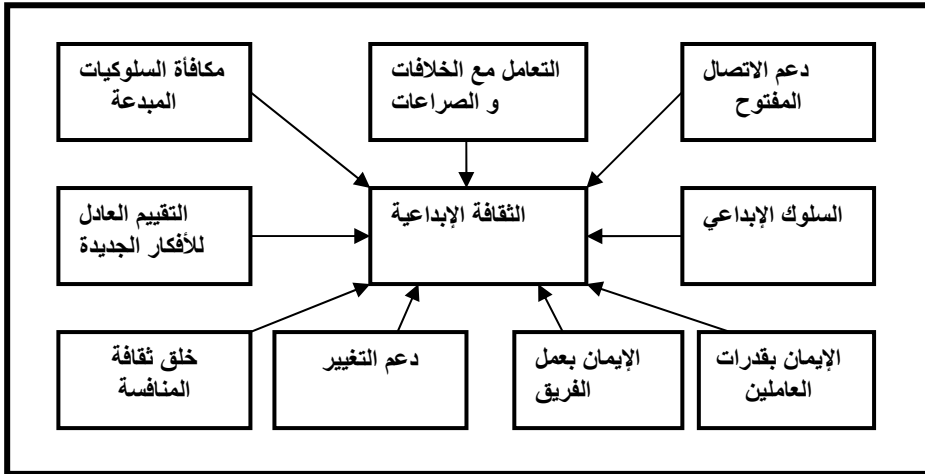 دعم الاتصال
المفتوح
التعامل مع الخلافات
و الصراعات
مكافأة السلوكيات
المبدعة
السلوك الإبداعي
الثقافة الإبداعية
التقييم العادل
للأفكار الجديدة
الإيمان بقدرات
العاملين
الإيمان بعمل
الفريق
دعم التغيير
خلق ثقافة
المنافسة